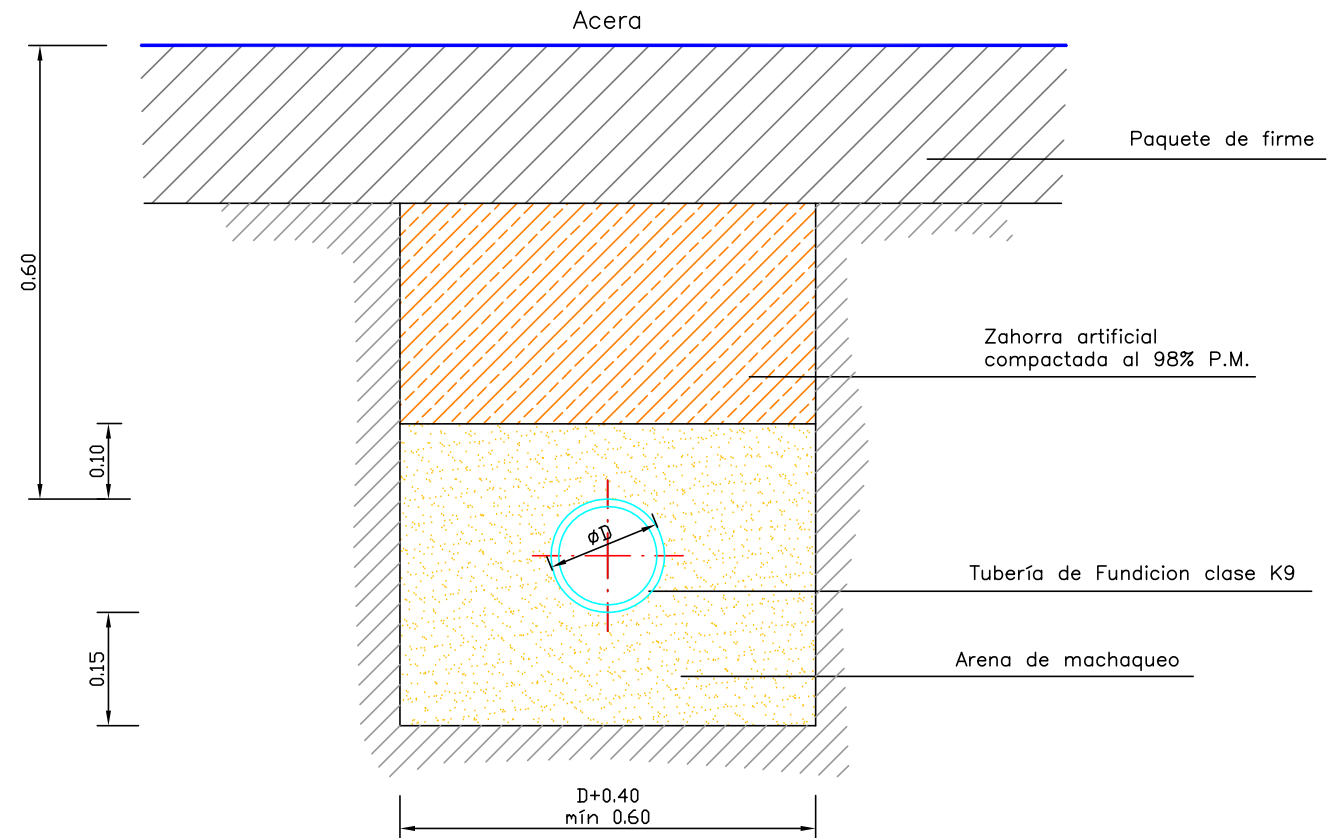 Acera
Paquete de firme
0.60
Zahorra artificial
compactada al 98% P.M.
0.10
øD
Tubería de Fundicion clase K9
0.15
Arena de machaqueo
D+0.40
mín 0.60